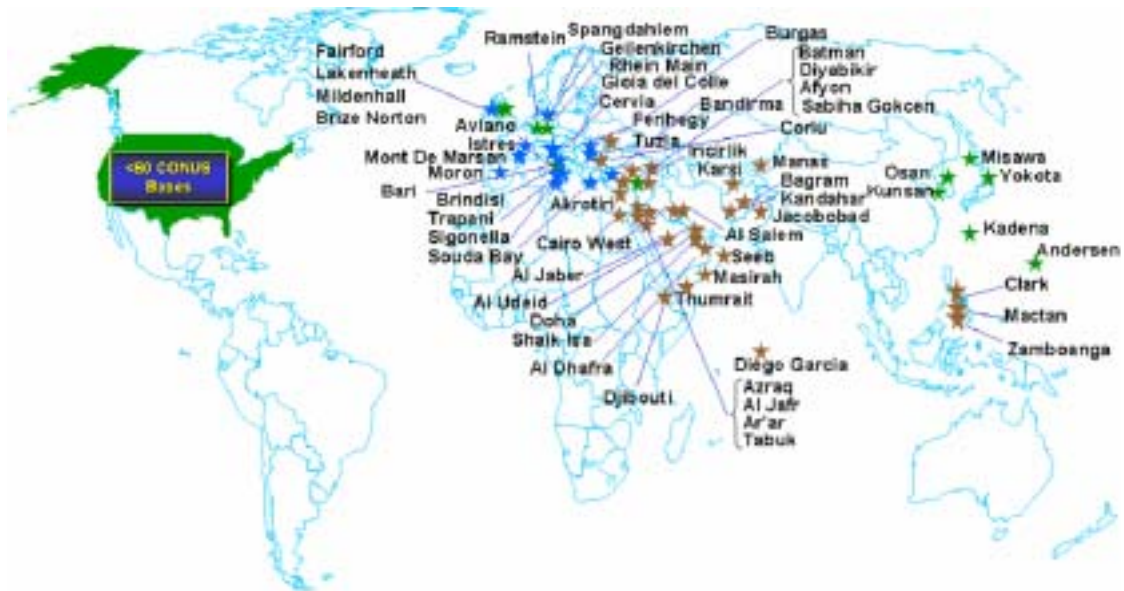 Fairford
Lakenheath
Mildenhall
Brize Norton
Ramstein
Spangdahlem
Geilenkirchen
Rhein Main
Gioia del Colle
Cervia
Ferihegy
Tuzla
Burgas
Bandirma
Batman
Diyabikir
Afyon
Sabiha Gokcen
Corlu
Aviano
Istres
Mont De Marsan
Moron
Bari
Brindisi
Trapani
Sigonella
Souda Bay
Incirlik
Karsi
Manas
Bagram
Kandahar
Jacobobad
Akrotiri
Cairo West
Al Salem
Seeb
Masirah
Thumrait
Al Jaber
Al Udeid
Doha
Shaik Isa
Al Dhafra
Djibouti
Diego Garcia
Azraq
Al Jafr
Ar'ar
Tabuk
Misawa
Osan
Yokota
Kunsan
Kadena
Andersen
Clark
Mactan
Zamboanga
<60 CONUS
Bases